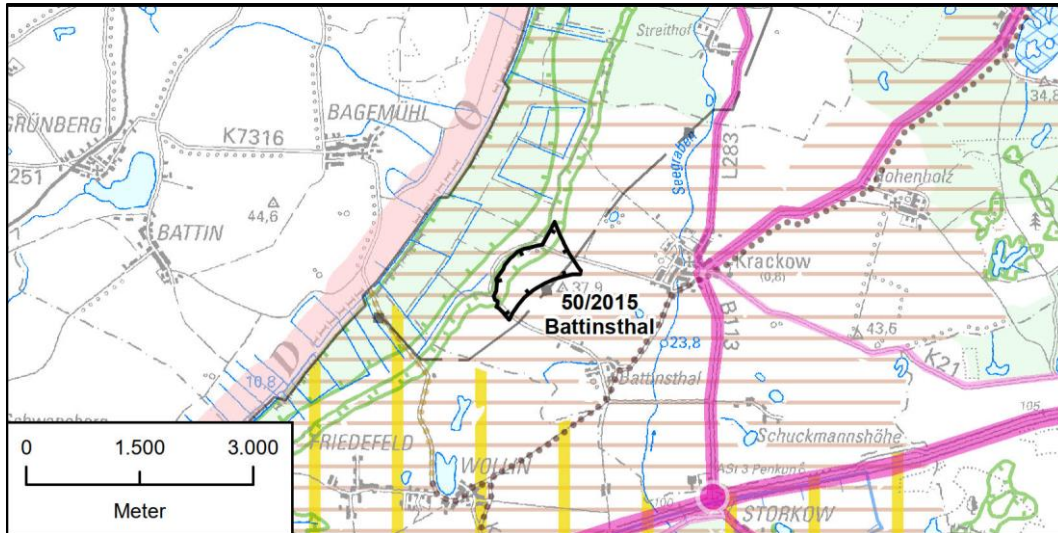 Streithof
GRÜNBERG
K7316
BAGEMÜHL
251
34,8
L283
Seegraben
44,6
BATTIN
Krackow
(0,8)
37,9
50/2015
Battinsthal
B113
43,6
K21
23,8
10,8
D
O
Battinsthal
FRIEDEFELD
WOLLIN
Schuckmannshöhe
105
ASt 3 Penkun
100
STORKOW
0
1.500
3.000
Meter